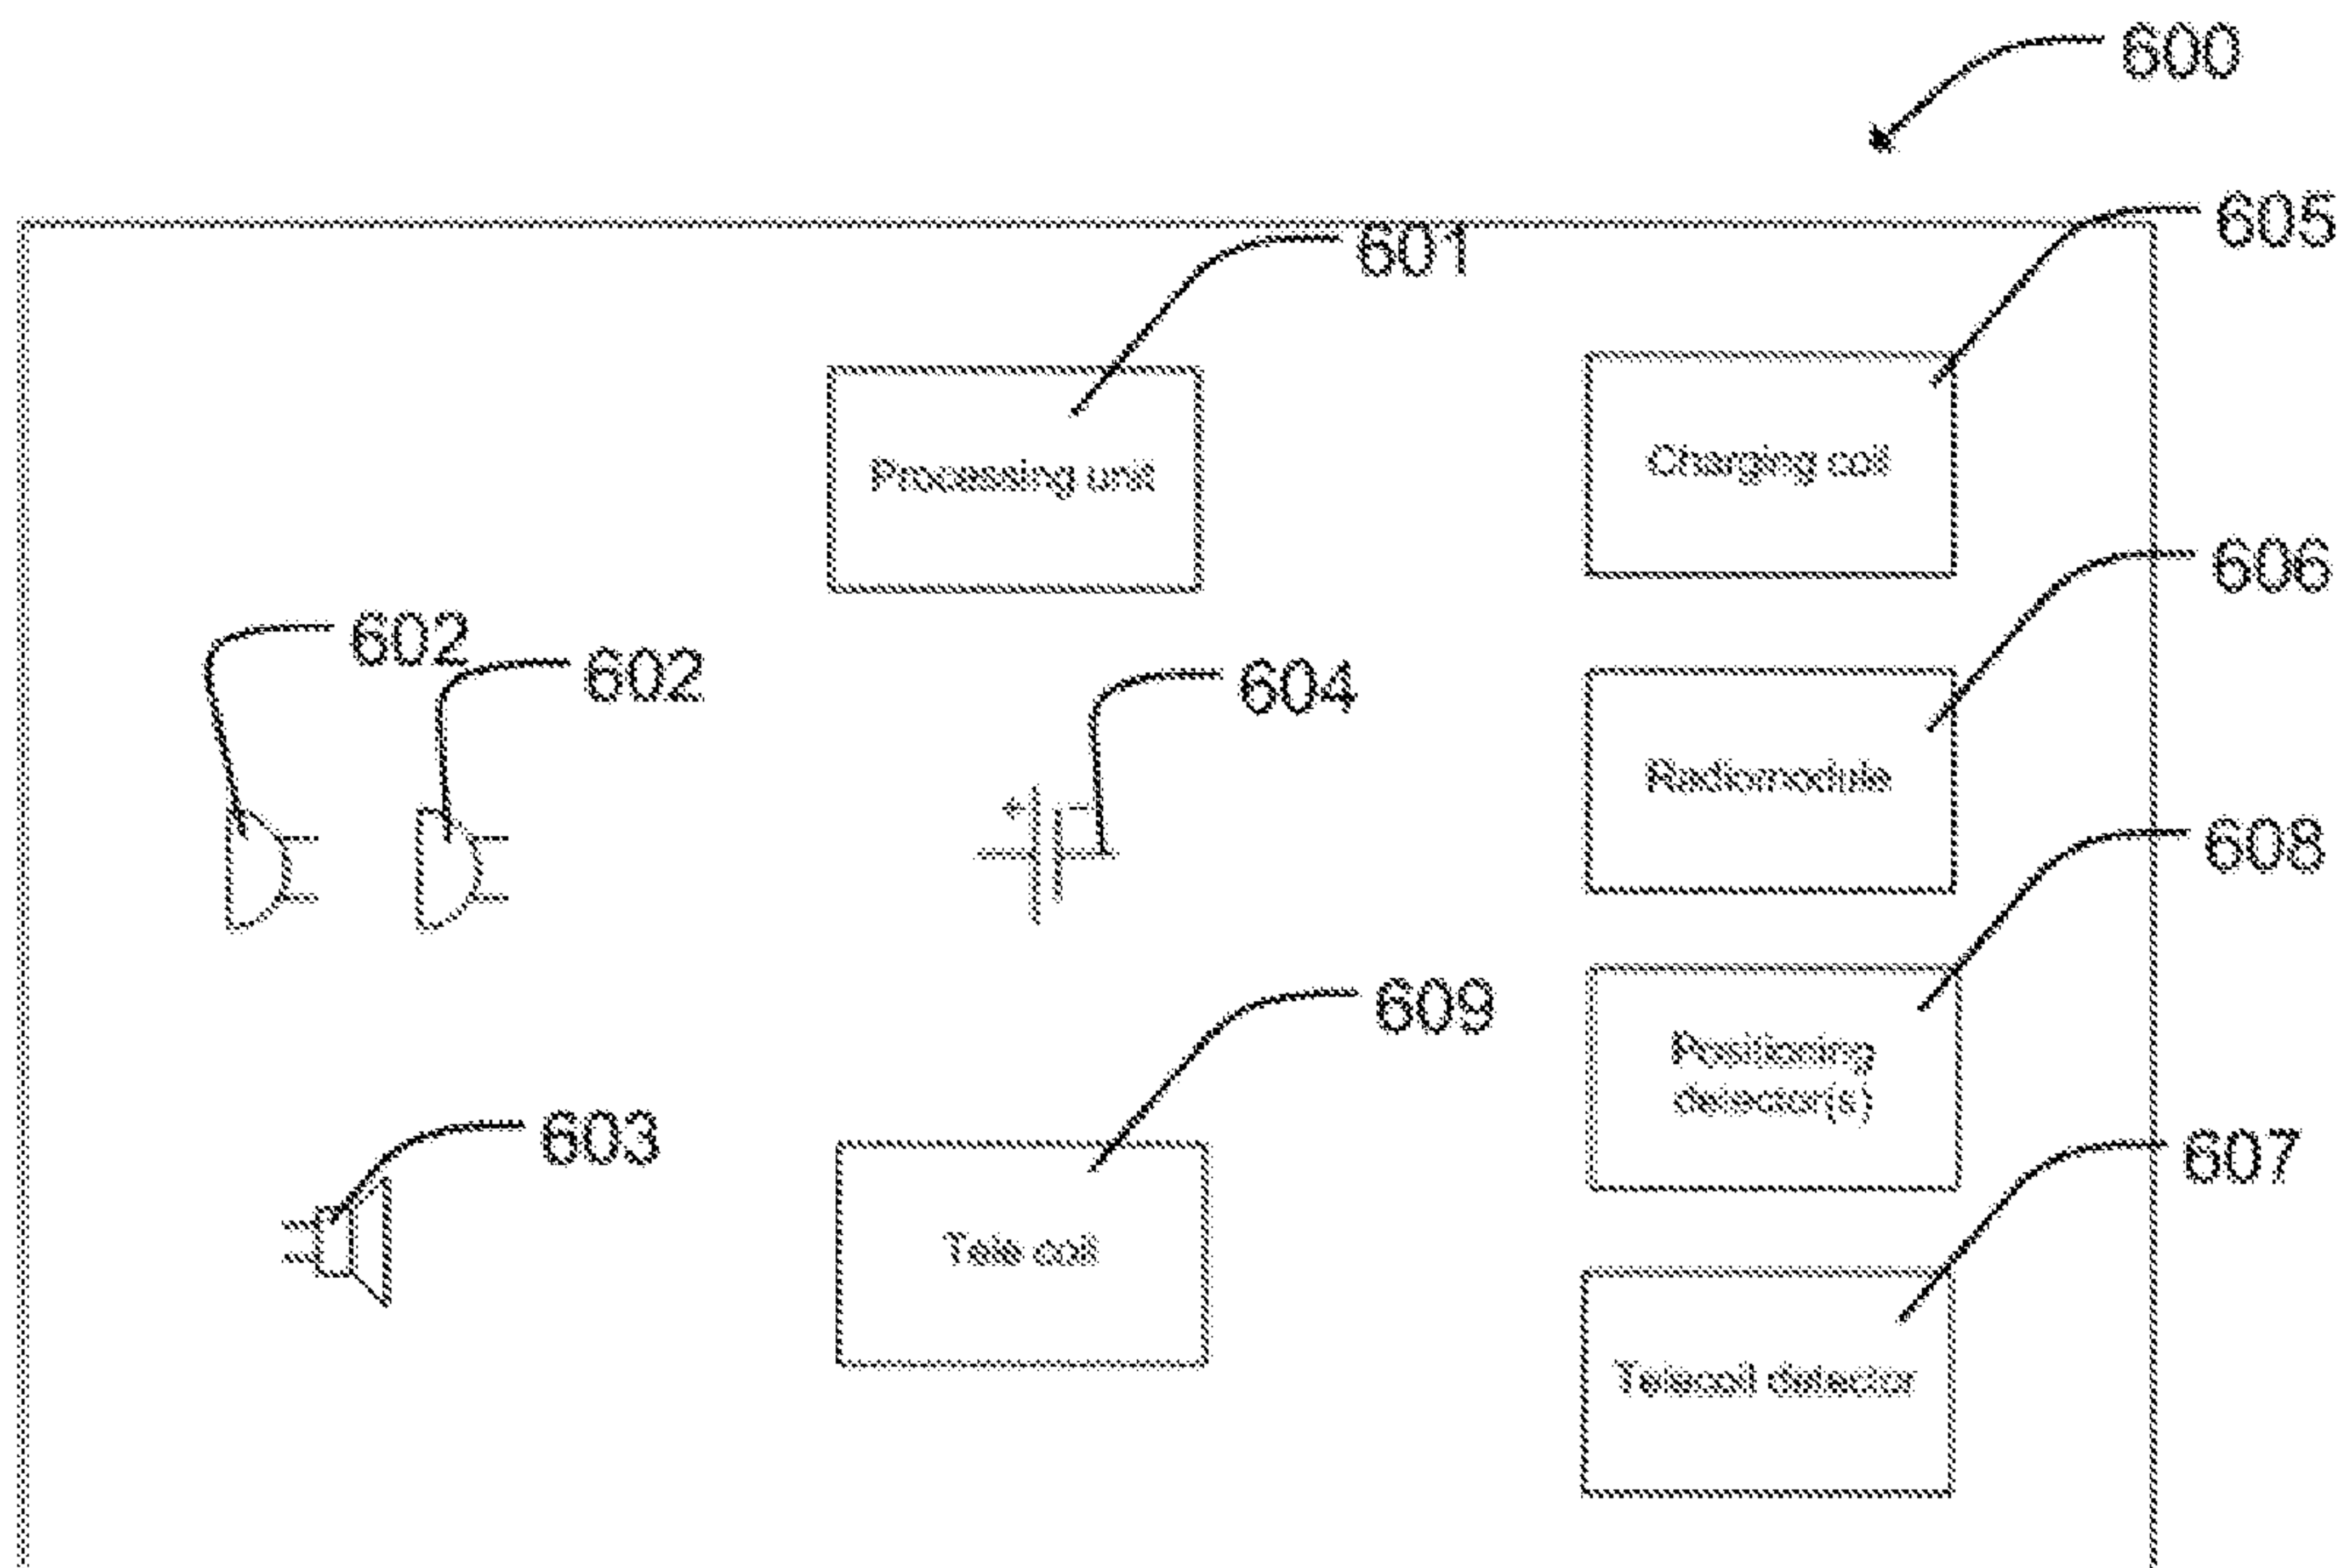 600
605
601
Processing unit
Charging coil
606
602
602
604
Radiomodule
608
609
Positioning
detector(s)
603
607
Tele coil
Telecoil detector